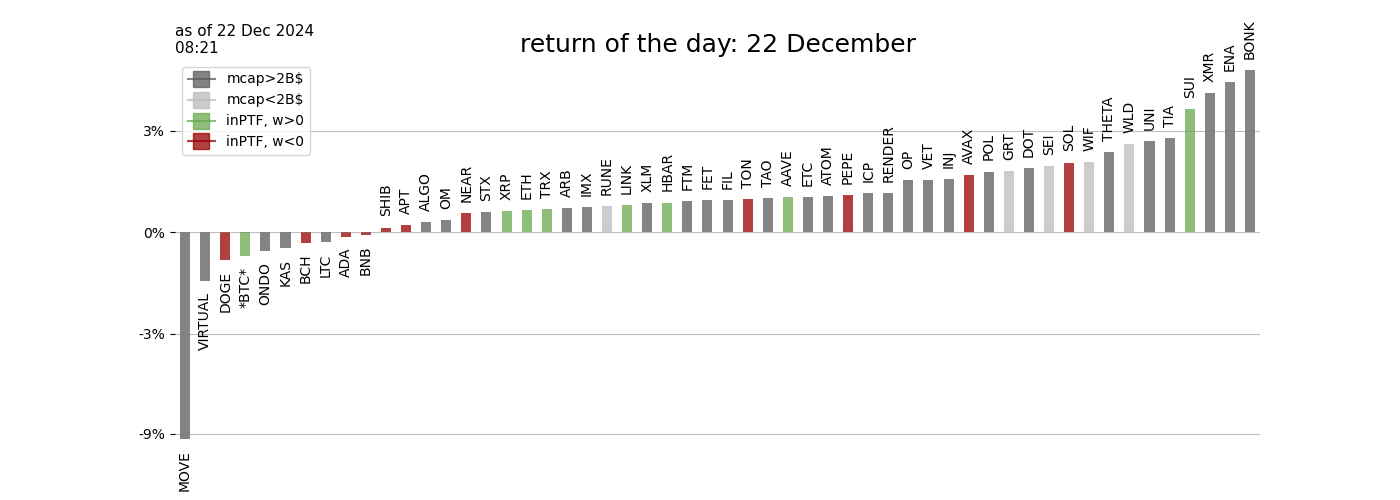 as of 22 Dec 2024
08:21
return of the day: 22 December
mcap>2B$
mcap<2B$
inPTF, w>0
inPTF, w<0
3%
0%
-3%
-9%
MOVE
VIRTUAL
DOGE
*BTC*
ONDO
KAS
BCH
LTC
ADA
BNB
SHIB
APT
ALGO
OM
NEAR
STX
XRP
ETH
TRX
ARB
IMX
RUNE
LINK
XLM
HBAR
FTM
FET
FIL
TON
TAO
AAVE
ETC
ATOM
PEPE
ICP
RENDER
OP
VET
INJ
AVAX
POL
GRT
DOT
SEI
SOL
WIF
THETA
WLD
UNI
TIA
SUI
XMR
ENA
BONK